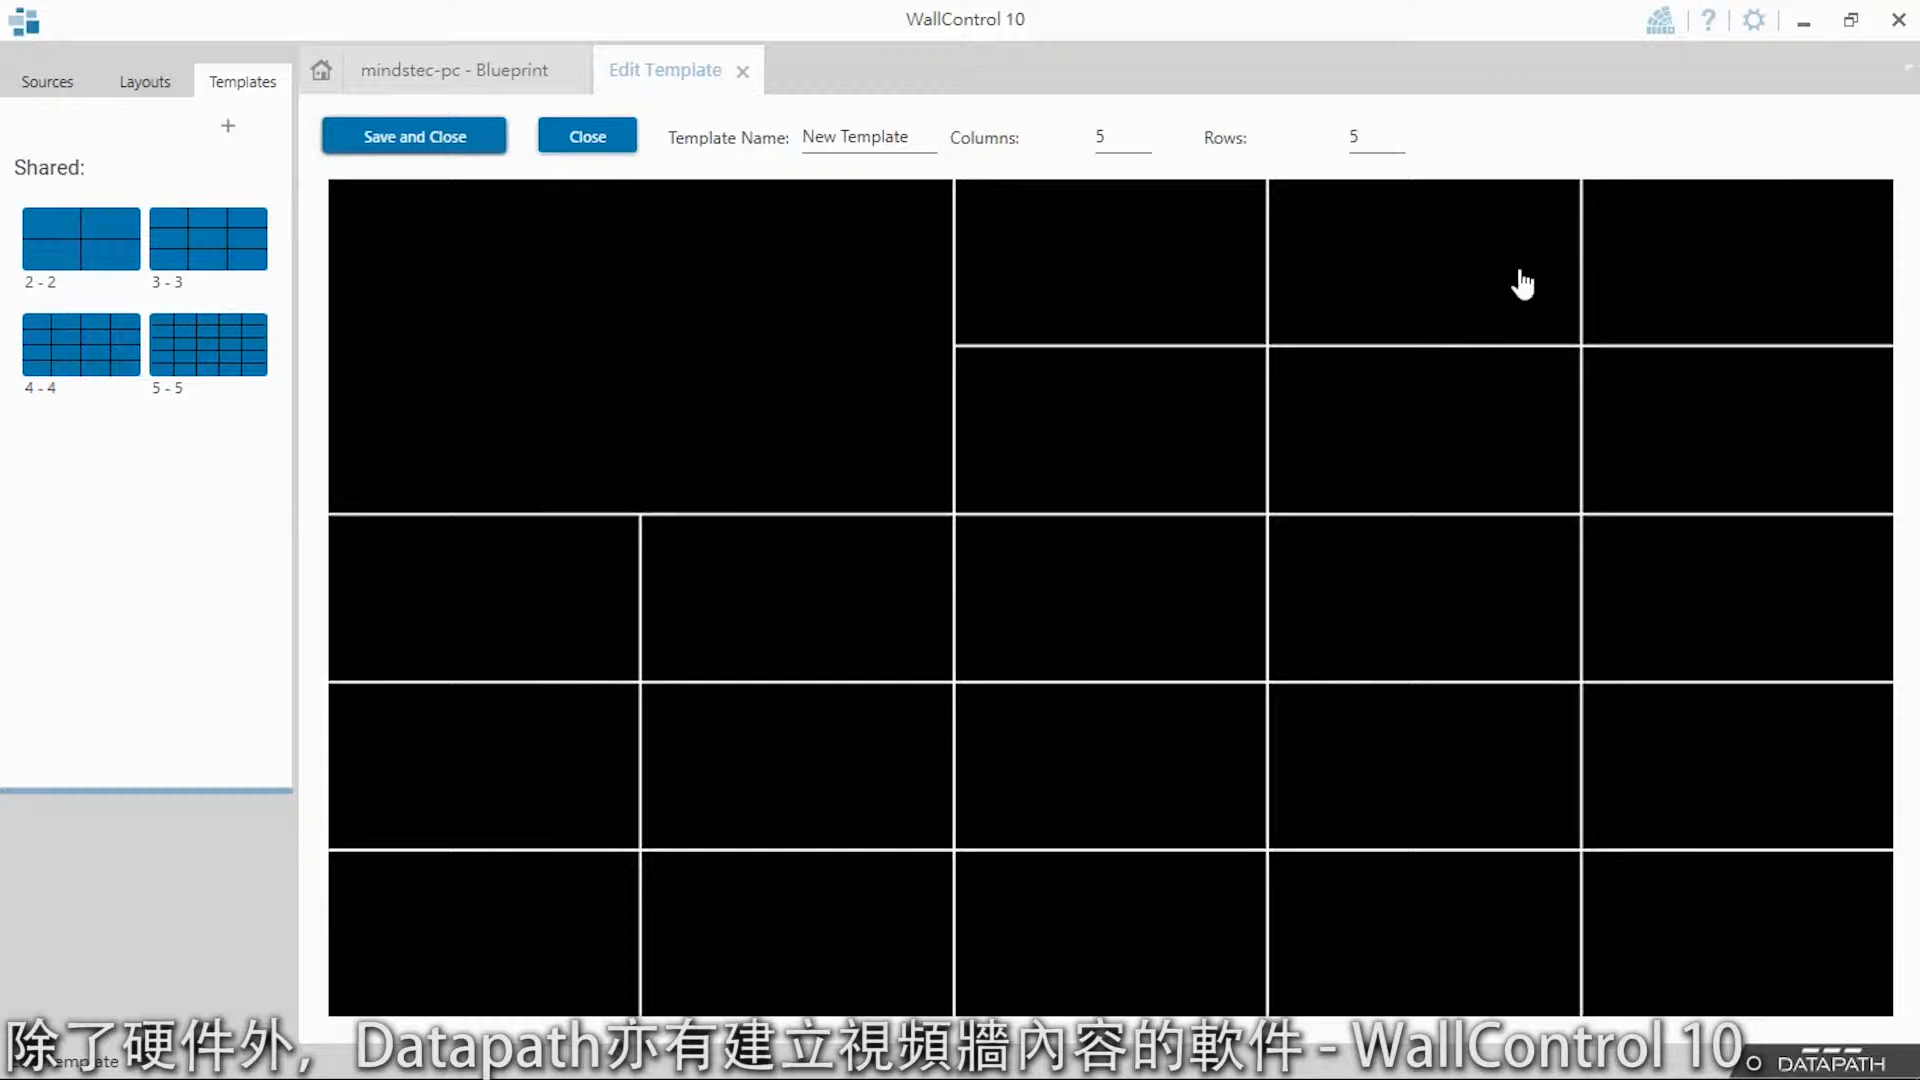 WallControl 10
Sources
Layouts
Templates
mindstec-pc - Blueprint
Edit Template
Save and Close
Close
Template Name: New Template
Columns: 5
Rows: 5
Shared:
2 - 2
3 - 3
4 - 4
5 - 5
除了硬件外, Datapath亦有建立視頻牆內容的軟件 - WallControl 10
DATAPATH